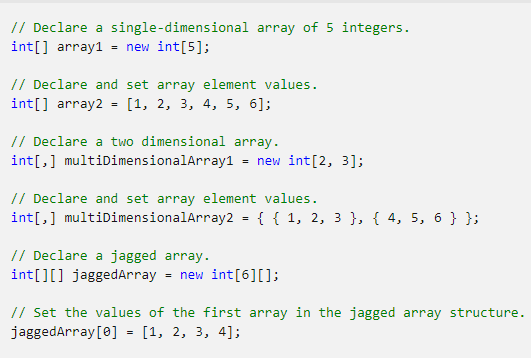 // Declare a single-dimensional array of 5 integers.
int[] array1 = new int[5];
// Declare and set array element values.
int[] array2 = [1, 2, 3, 4, 5, 6];
// Declare a two dimensional array.
int[,] multiDimensionalArray1 = new int[2, 3];
// Declare and set array element values.
int[,] multiDimensionalArray2 = { { 1, 2, 3 }, { 4, 5, 6 } };
// Declare a jagged array.
int[][] jaggedArray = new int[6][];
// Set the values of the first array in the jagged array structure.
jaggedArray[0] = [1, 2, 3, 4];